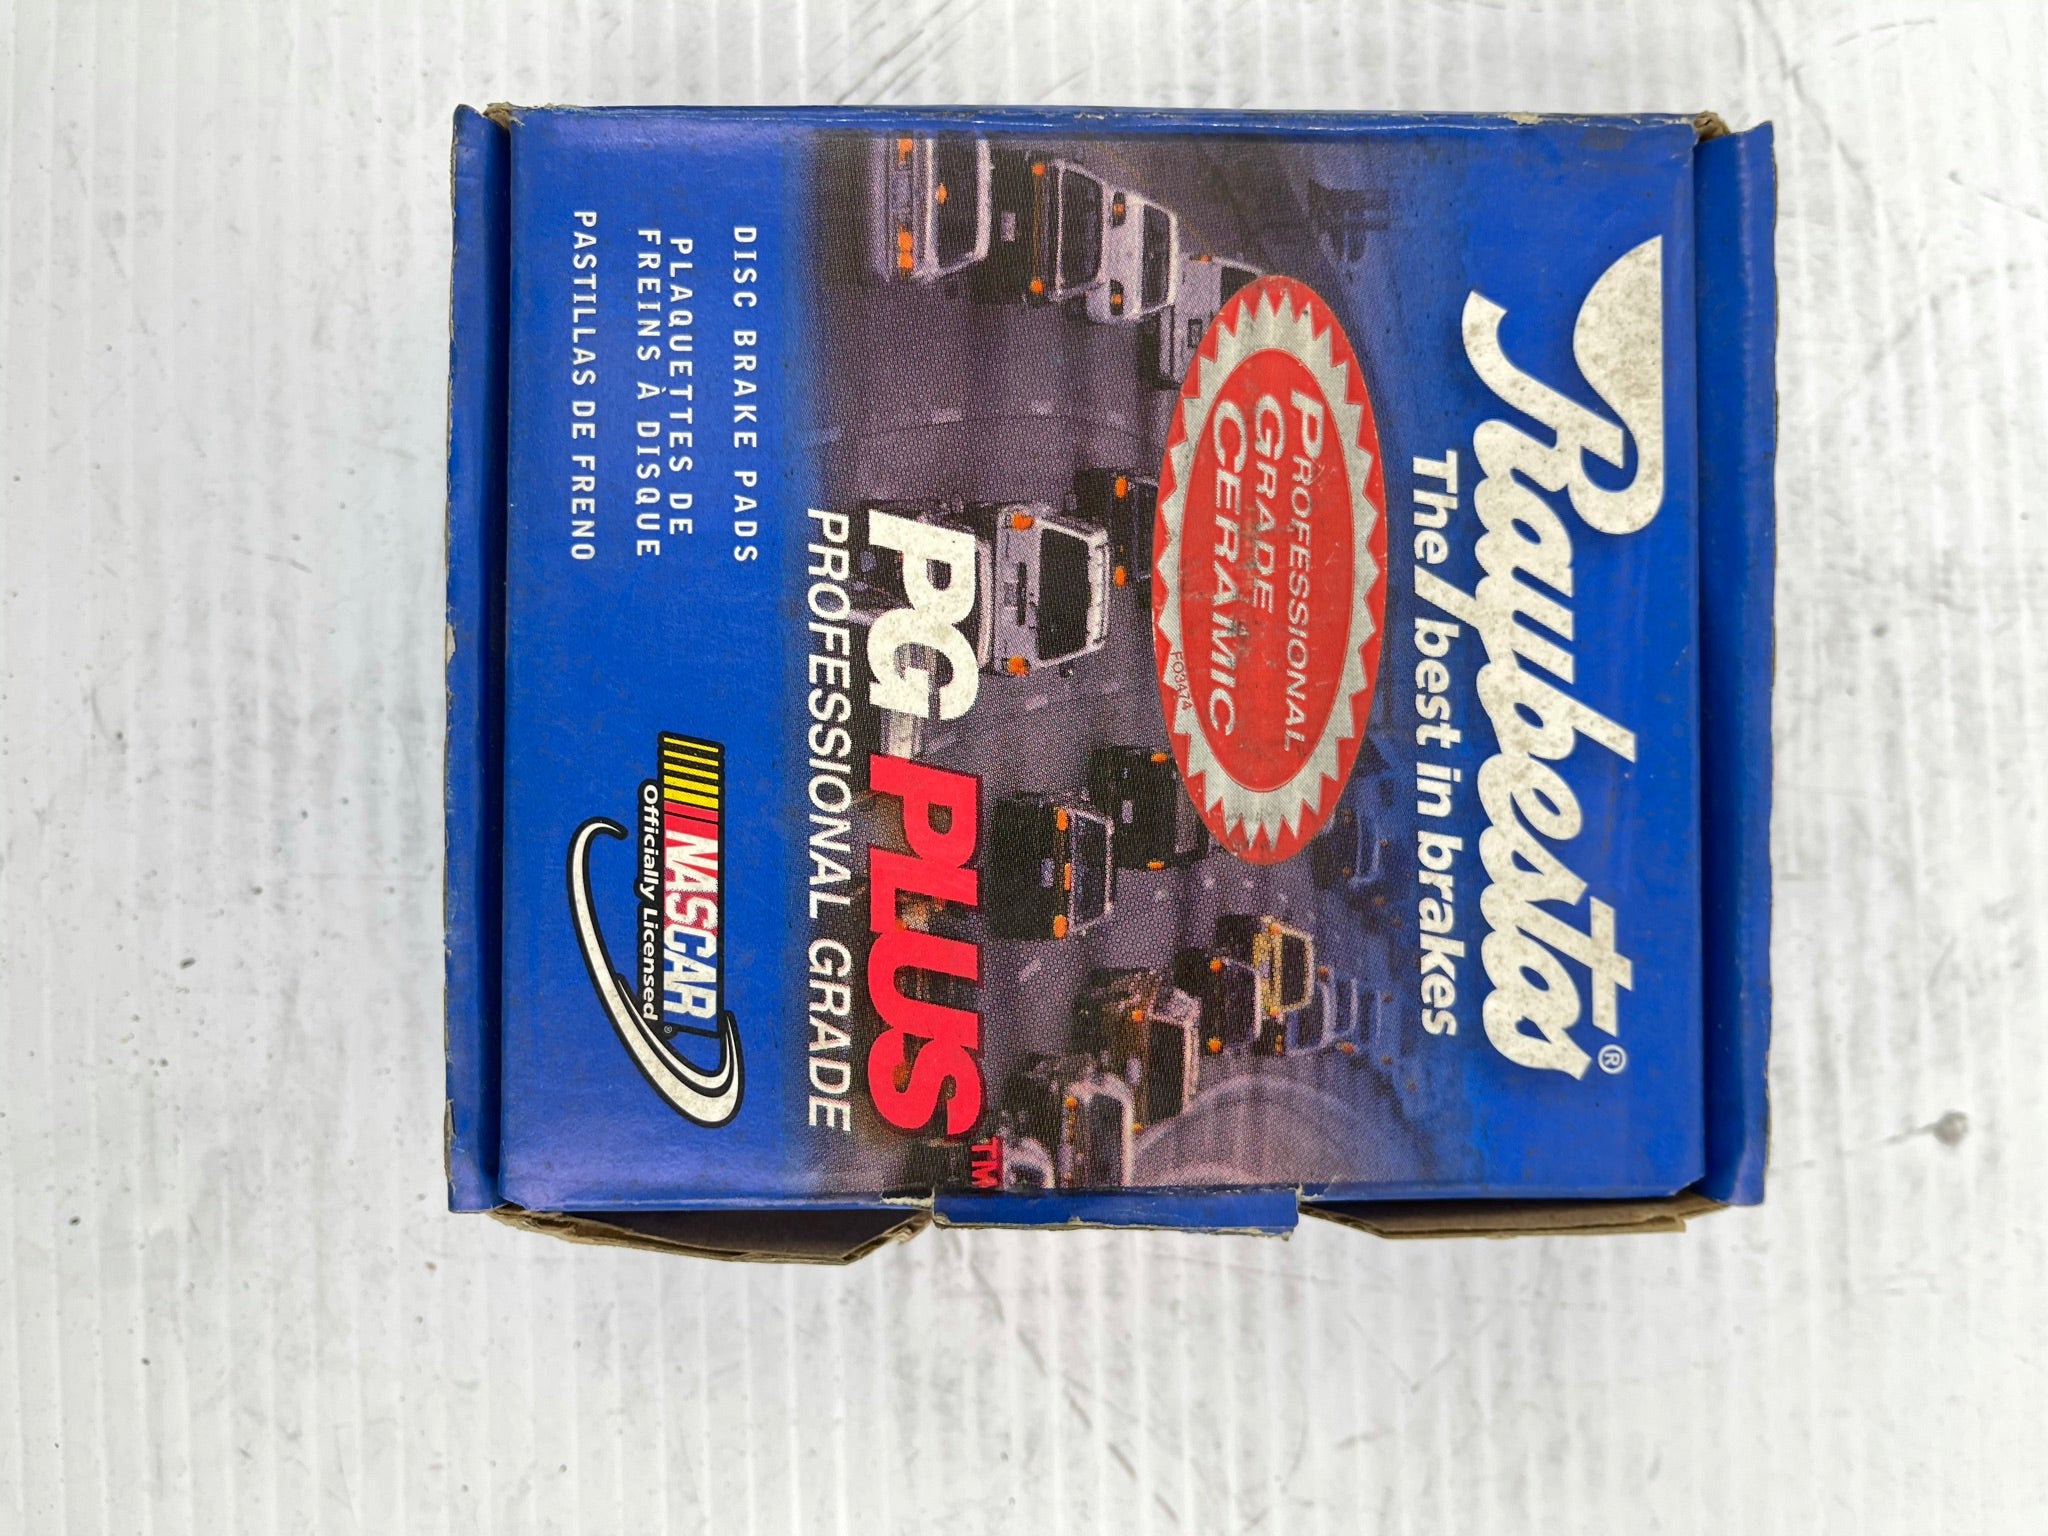 Raybestos®
The best in brakes
PROFESSIONAL
GRADE
CERAMIC
FO3474
PG PLUS™
PROFESSIONAL GRADE
DISC BRAKE PADS
PLAQUETTES DE
FREINS À DISQUE
PASTILLAS DE FRENO
NASCAR®
Officially Licensed